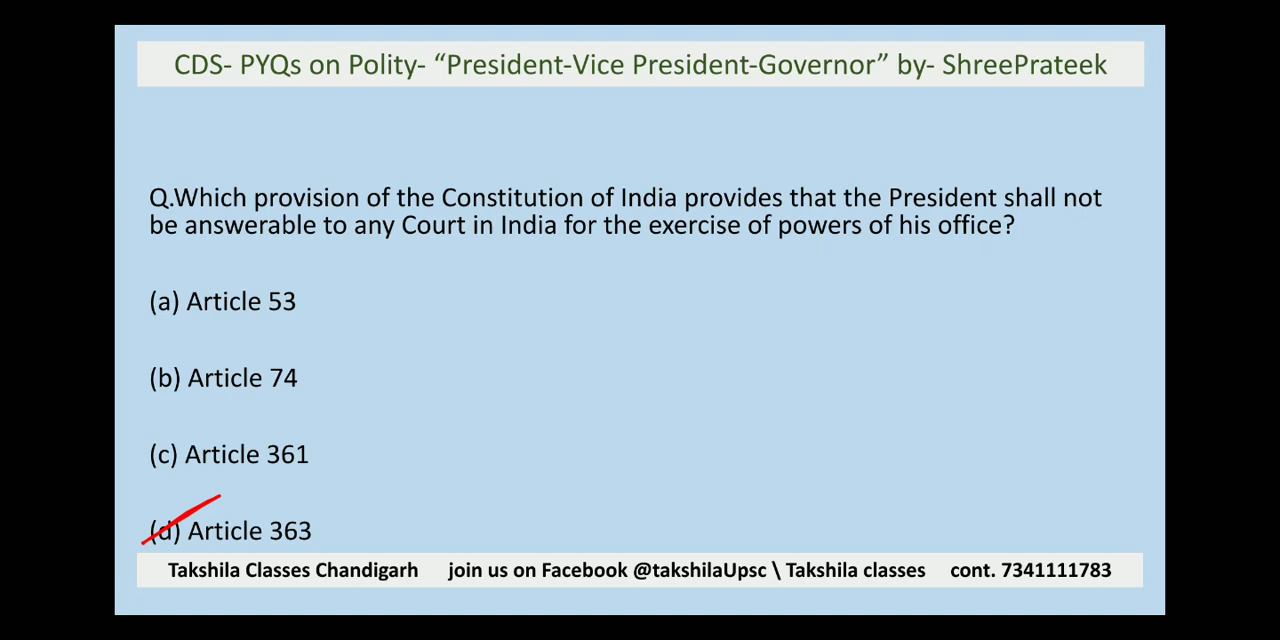 CDS- PYQs on Polity- “President-Vice President-Governor” by- ShreePrateek
Q.Which provision of the Constitution of India provides that the President shall not
be answerable to any Court in India for the exercise of powers of his office?
(a) Article 53
(b) Article 74
(c) Article 361
(d) Article 363
Takshila Classes Chandigarh join us on Facebook @takshilaUpsc \ Takshila classes cont. 7341111783